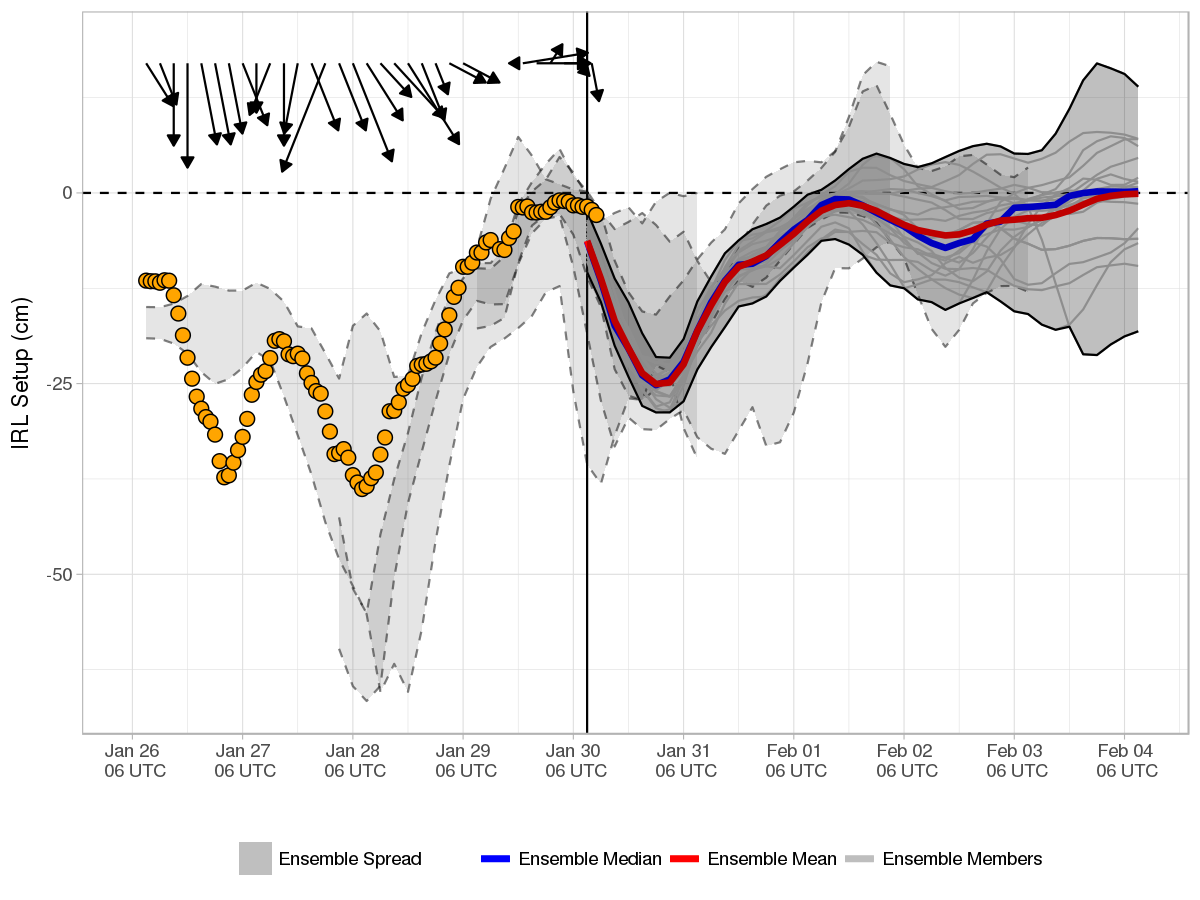 IRL Setup (cm)
0
-25
-50
Jan 26 Jan 27 Jan 28 Jan 29 Jan 30 Jan 31 Feb 01 Feb 02 Feb 03 Feb 04
06 UTC 06 UTC 06 UTC 06 UTC 06 UTC 06 UTC 06 UTC 06 UTC 06 UTC 06 UTC
Ensemble Spread Ensemble Median Ensemble Mean Ensemble Members